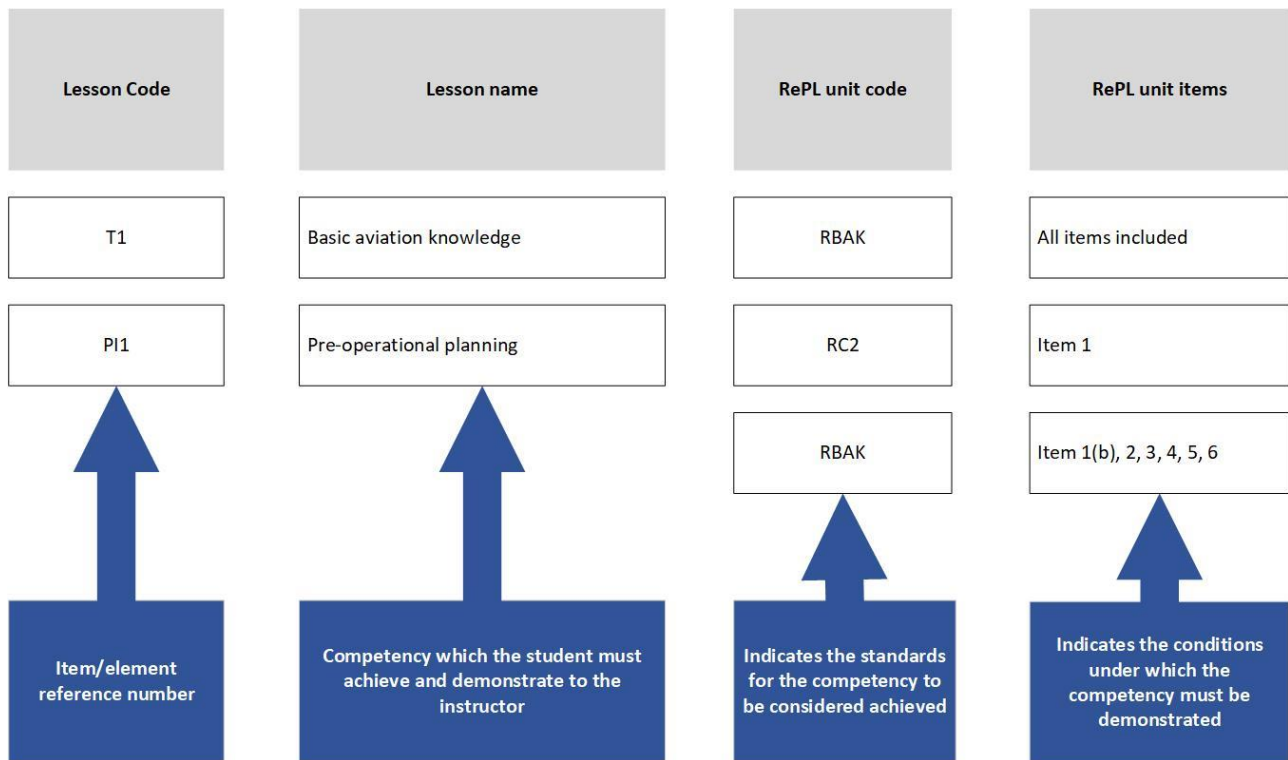 Lesson Code
Lesson name
RePL unit code
RePL unit items
T1
Basic aviation knowledge
RBAK
All items included
PI1
Pre-operational planning
RC2
Item 1
RBAK
Item 1(b), 2, 3, 4, 5, 6
Item/element
reference number
Competency which the student must
achieve and demonstrate to the
instructor
Indicates the standards
for the competency to
be considered achieved
Indicates the conditions
under which the
competency must be
demonstrated